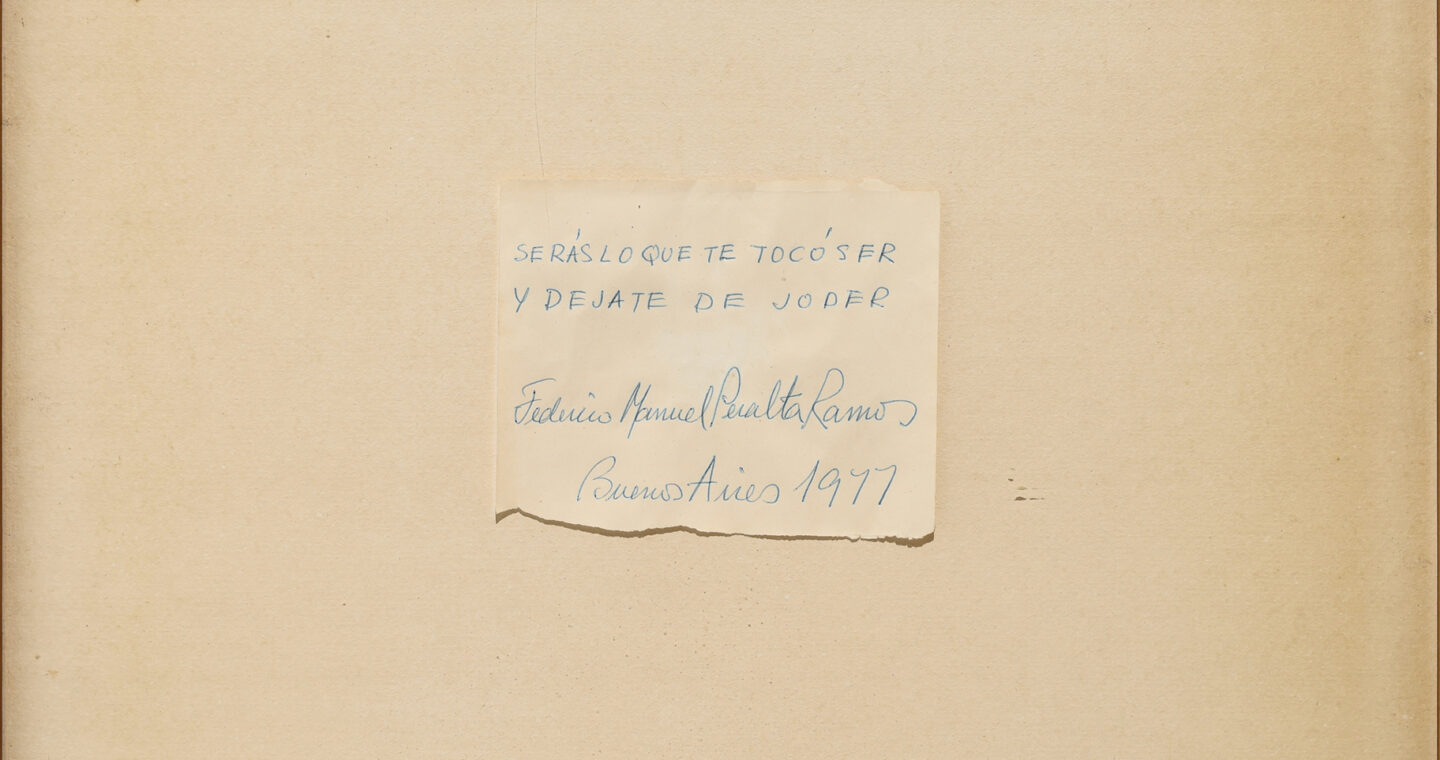 SERÁS LO QUE TE TOCÓ SER
Y DEJATE DE JODER
Federico Manuel Peralta Ramos
Buenos Aires 1977